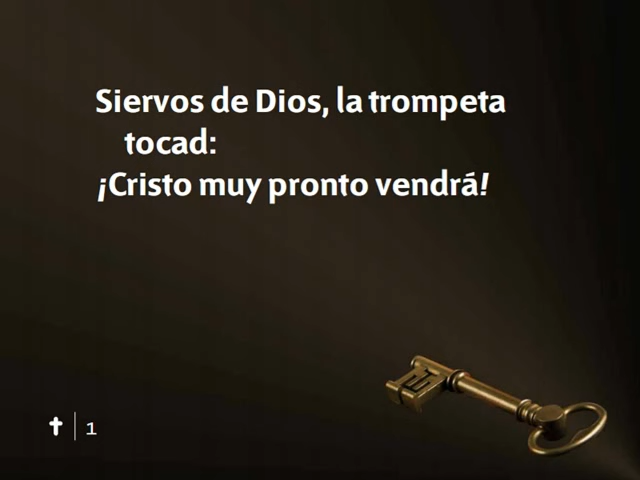 Siervos de Dios, la trompeta
tocad:
¡Cristo muy pronto vendrá!
1